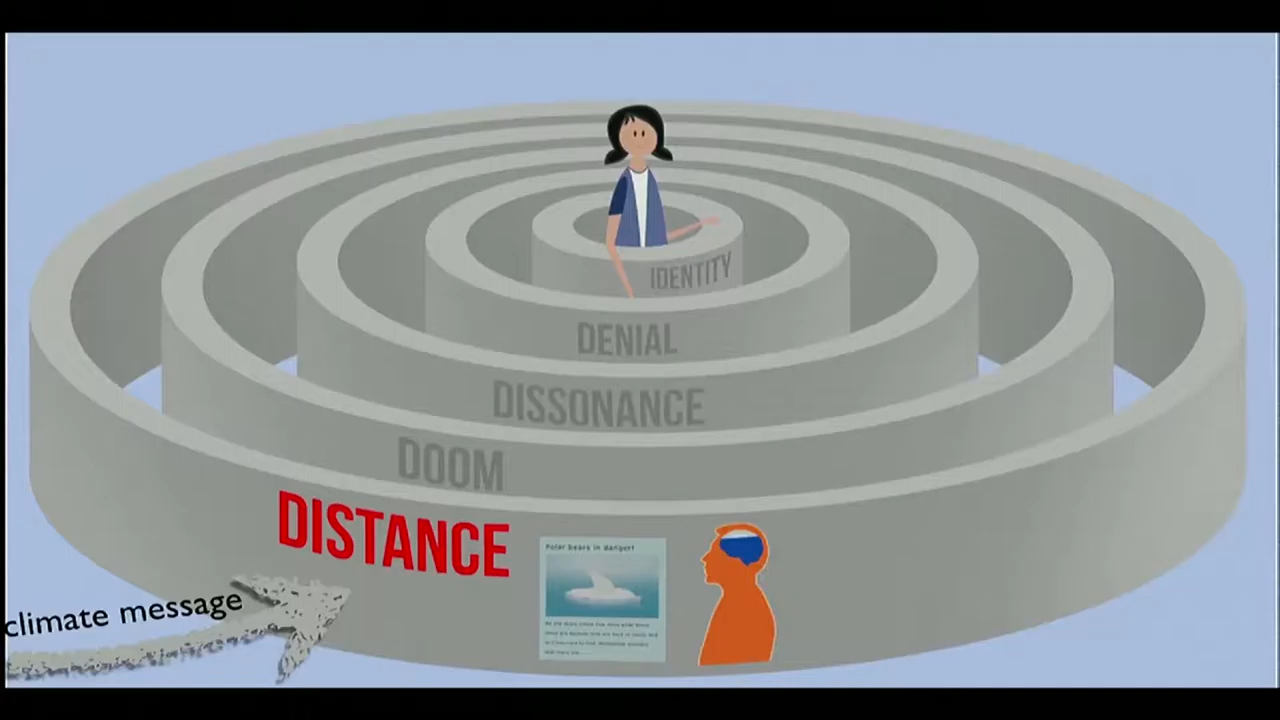 IDENTITY
DENIAL
DISSONANCE
DOOM
DISTANCE
Polar bears in danger!
climate message